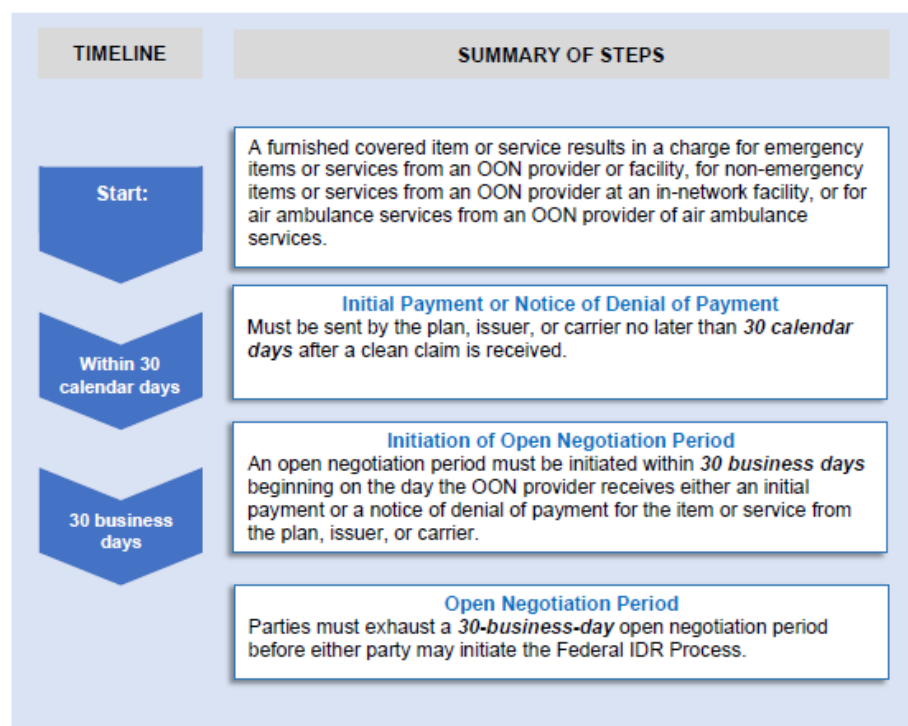 TIMELINE
SUMMARY OF STEPS
Start:
A furnished covered item or service results in a charge for emergency
items or services from an OON provider or facility, for non-emergency
items or services from an OON provider at an in-network facility, or for
air ambulance services from an OON provider of air ambulance
services.
Within 30
calendar days
Initial Payment or Notice of Denial of Payment
Must be sent by the plan, issuer, or carrier no later than 30 calendar
days after a clean claim is received.
30 business
days
Initiation of Open Negotiation Period
An open negotiation period must be initiated within 30 business days
beginning on the day the OON provider receives either an initial
payment or a notice of denial of payment for the item or service from
the plan, issuer, or carrier.
Open Negotiation Period
Parties must exhaust a 30-business-day open negotiation period
before either party may initiate the Federal IDR Process.